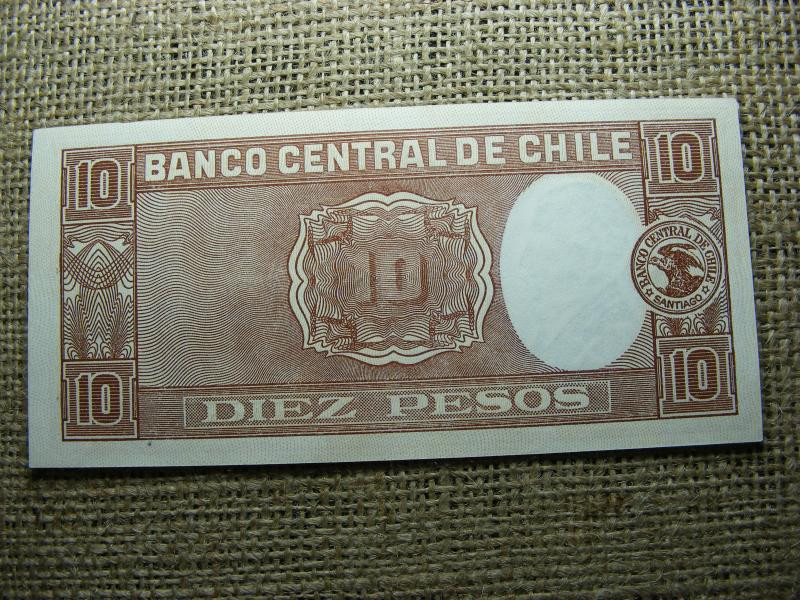 10 BANCO CENTRAL DE CHILE 10
10
BANCO CENTRAL DE CHILE
SANTIAGO
10 DIEZ PESOS 10